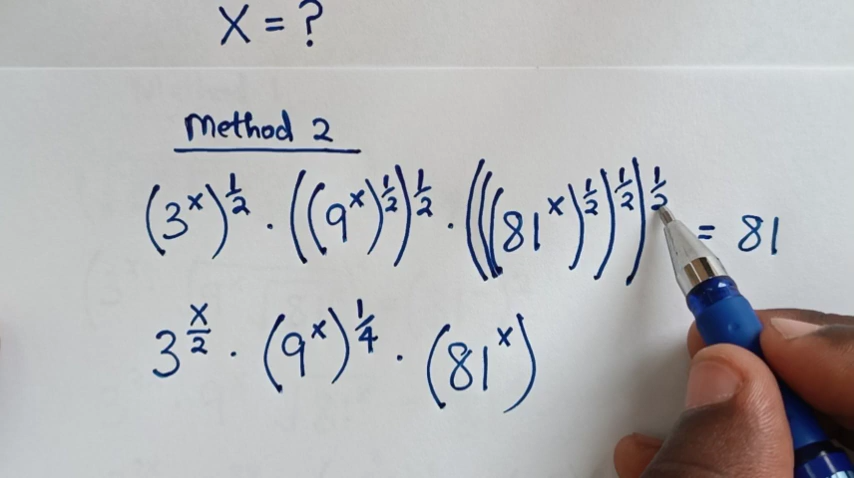 X = ?
Method 2
(3^x)^{1/2} . ((9^x)^{1/2})^{1/2} . (((81^x)^{1/2})^{1/2})^{1/2} = 81
3^{x/2} . (9^x)^{1/4} . (81^x)